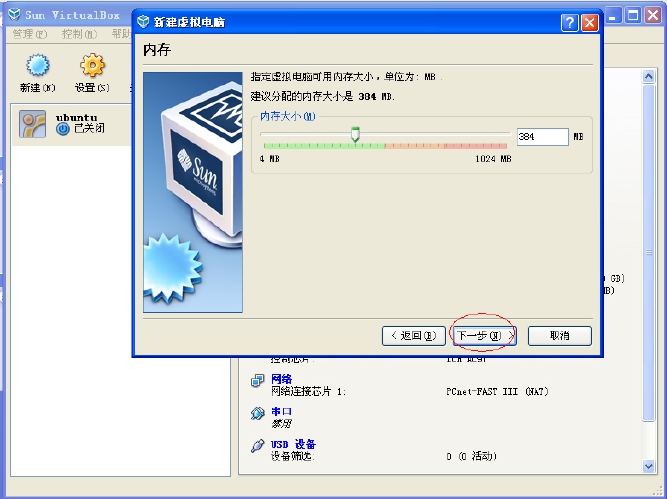 Sun VirtualBox
管理(F) 控制(M) 帮助
新建(N) 设置(S)
ubuntu
已关闭
新建虚拟电脑
内存
指定虚拟电脑可用内存大小，单位为: MB.
建议分配的内存大小是 384 MB.
内存大小(M)
384 MB
4 MB 1024 MB
Sun
microsystems
< 返回(B) 下一步(N) > 取消
GB)
MB)
控制芯片: ICH AC97
网络
网络连接芯片 1: PCnet-FAST III (NAT)
串口
禁用
USB 设备
设备筛选: 0 (0 活动)